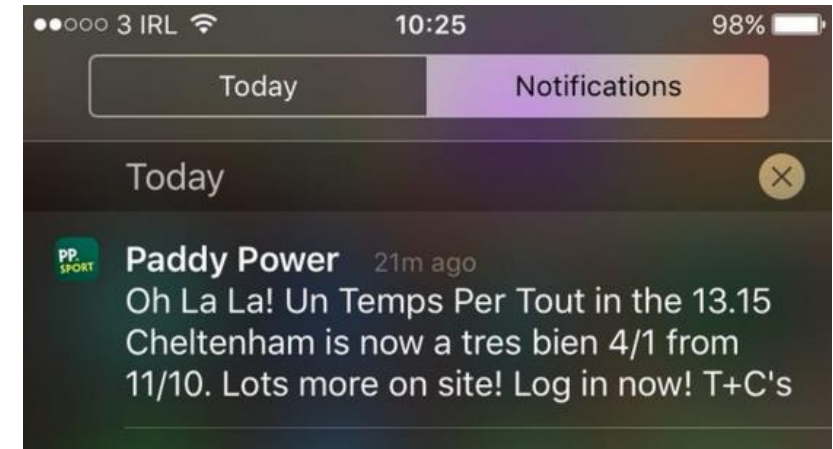 3 IRL 10:25 98%
Today Notifications
Today
PP. SPORT
Paddy Power 21m ago
Oh La La! Un Temps Per Tout in the 13.15
Cheltenham is now a tres bien 4/1 from
11/10. Lots more on site! Log in now! T+C's